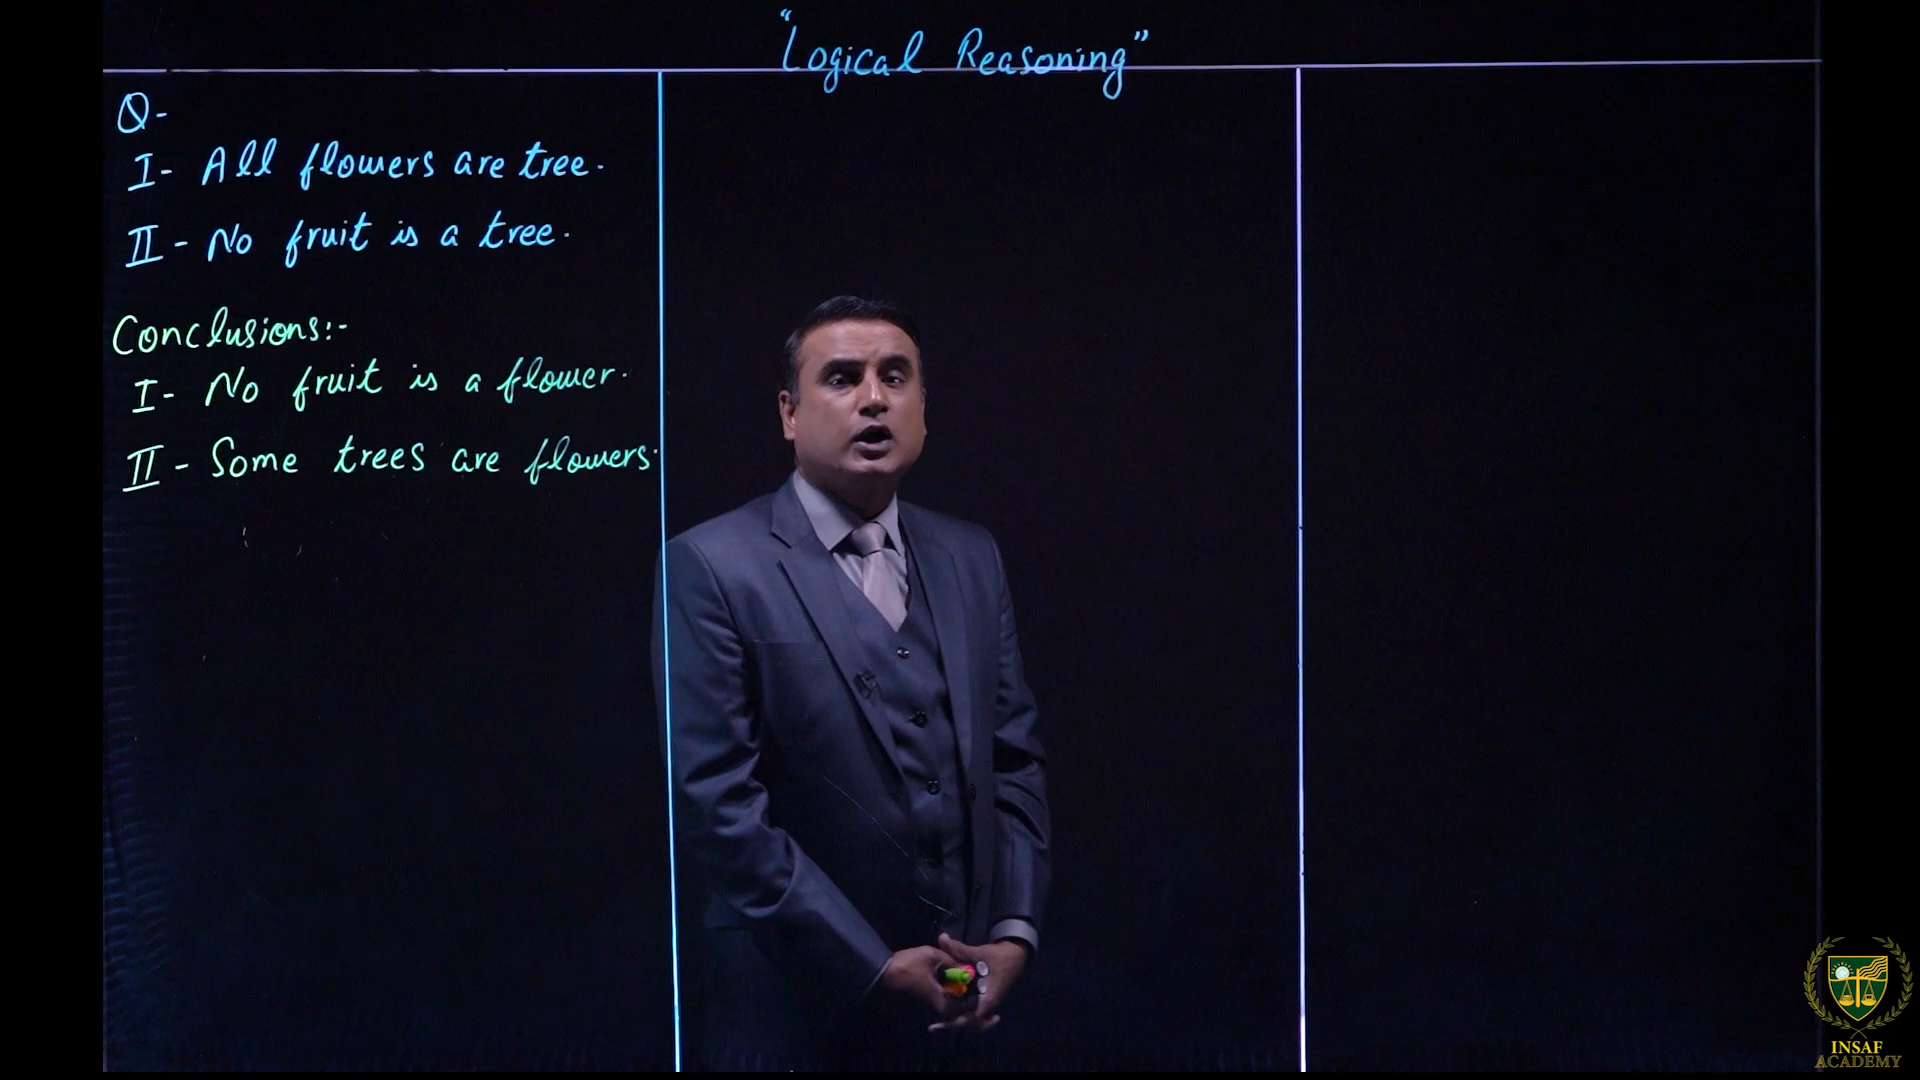 "Logical Reasoning"
Q-
I- All flowers are tree.
II- No fruit is a tree.
Conclusions:-
I- No fruit is a flower.
II- Some trees are flowers.
INSAF
ACADEMY